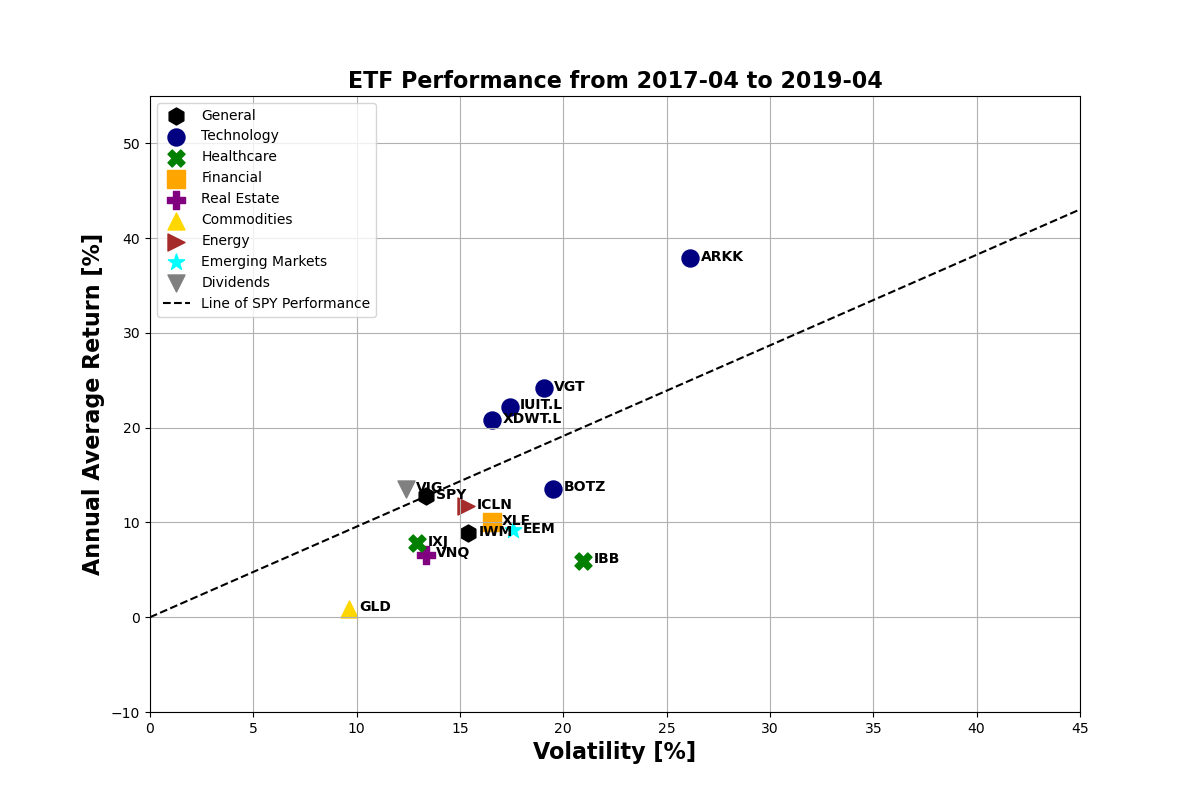 ETF Performance from 2017-04 to 2019-04
General
Technology
Healthcare
Financial
Real Estate
Commodities
Energy
Emerging Markets
Dividends
Line of SPY Performance
Annual Average Return [%]
50
40
30
20
10
0
−10
ARKK
VGT
IUIT.L
XDWT.L
VIG
SPY
BOTZ
ICLN
XLF
IWM
EEM
IXJ
VNQ
IBB
GLD
0 5 10 15 20 25 30 35 40 45
Volatility [%]